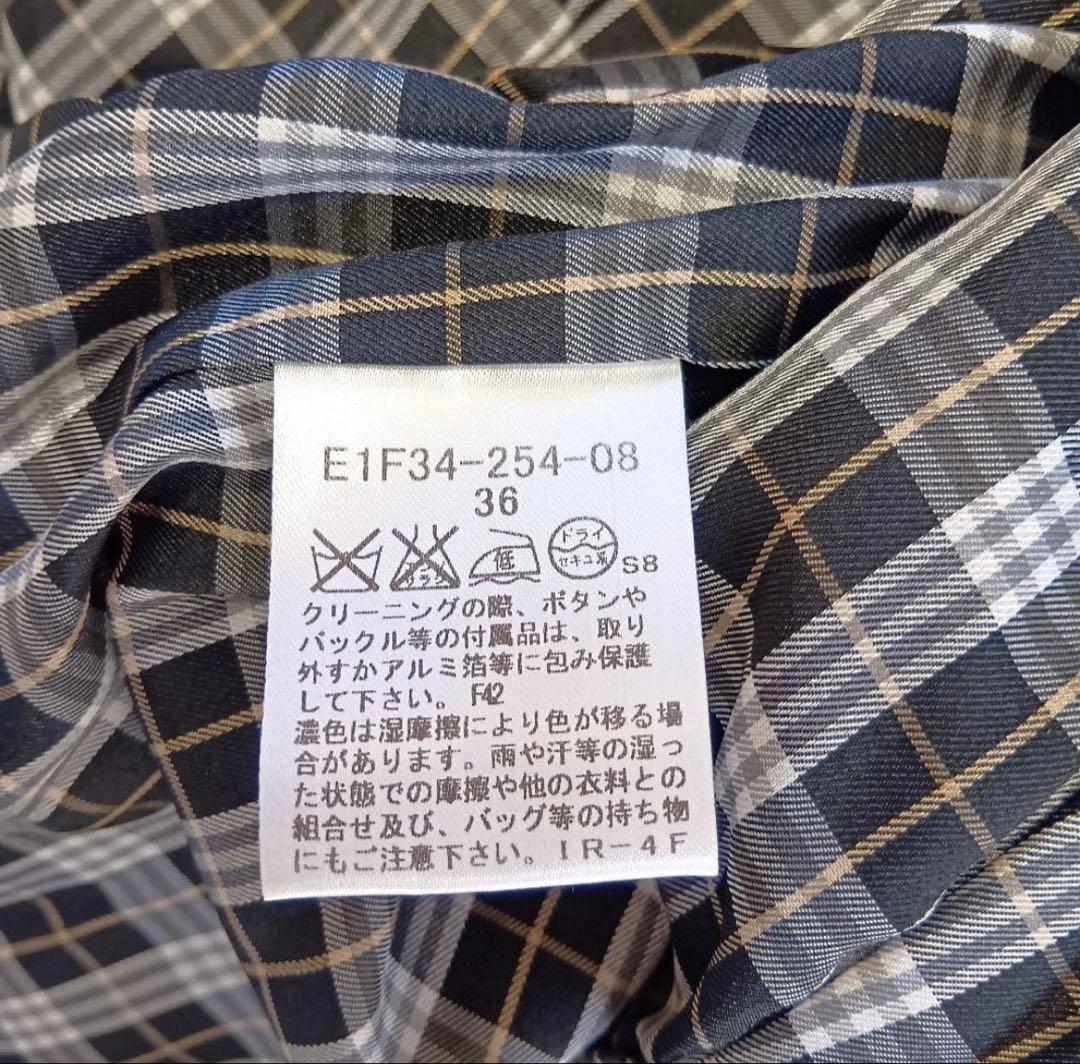 E1F34-254-08
36
エンソ
サラシ
低
ドライ
セキユ系
S8
クリーニングの際、ボタンや
バックル等の付属品は、取り
外すかアルミ箔等に包み保護
して下さい。 F42
濃色は湿摩擦により色が移る場
合があります。雨や汗等の湿っ
た状態での摩擦や他の衣料との
組合せ及び、バッグ等の持ち物
にもご注意下さい。IR-4F